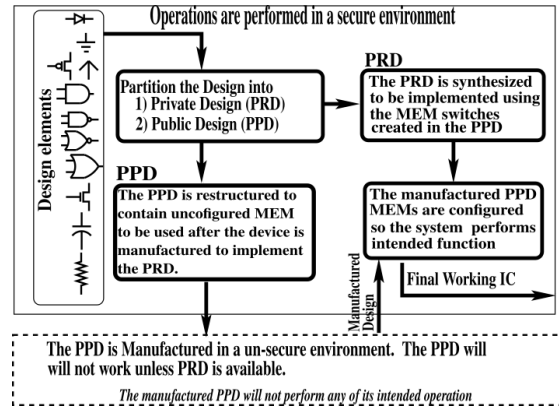 Operations are performed in a secure environment
Design elements
Partition the Design into
1) Private Design (PRD)
2) Public Design (PPD)
PRD
The PRD is synthesized
to be implemented using
the MEM switches
created in the PPD
PPD
The PPD is restructured to
contain uncofigured MEM
to be used after the device is
manufactured to implement
the PRD.
The manufactured PPD
MEMs are configured
so the system performs
intended function
Manufactured
Design
Final Working IC
The PPD is Manufactured in a un-secure environment. The PPD will
will not work unless PRD is available.
The manufactured PPD will not perform any of its intended operation